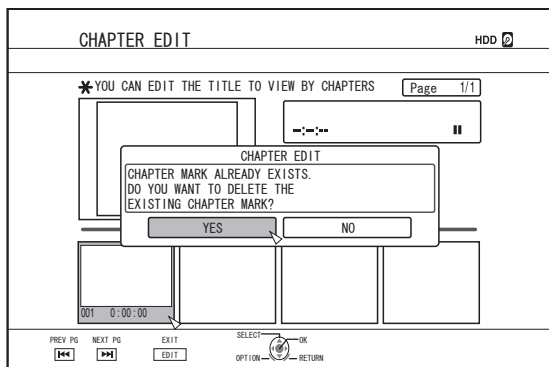 CHAPTER EDIT
HDD
YOU CAN EDIT THE TITLE TO VIEW BY CHAPTERS
Page 1/1
-:--:--
CHAPTER EDIT
CHAPTER MARK ALREADY EXISTS.
DO YOU WANT TO DELETE THE
EXISTING CHAPTER MARK?
YES
NO
001 0:00:00
PREV PG
NEXT PG
EXIT
EDIT
SELECT
OK
OPTION
RETURN